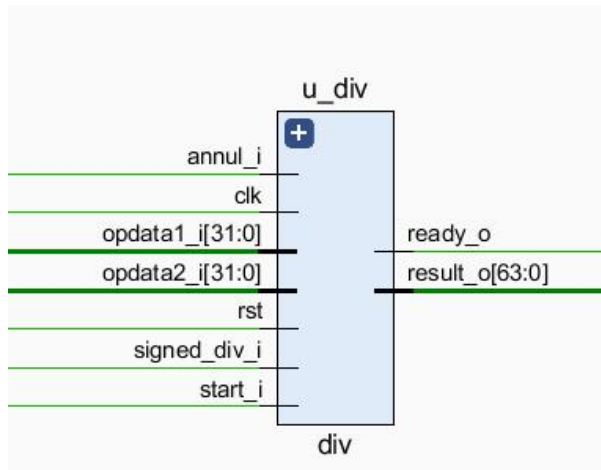 u_div
annul_i
clk
opdata1_i[31:0]
opdata2_i[31:0]
rst
signed_div_i
start_i
ready_o
result_o[63:0]
div